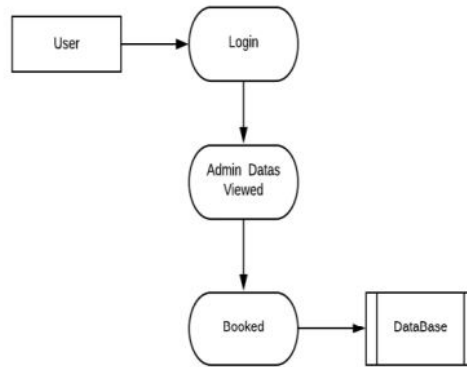 User
Login
Admin Datas
Viewed
Booked
DataBase